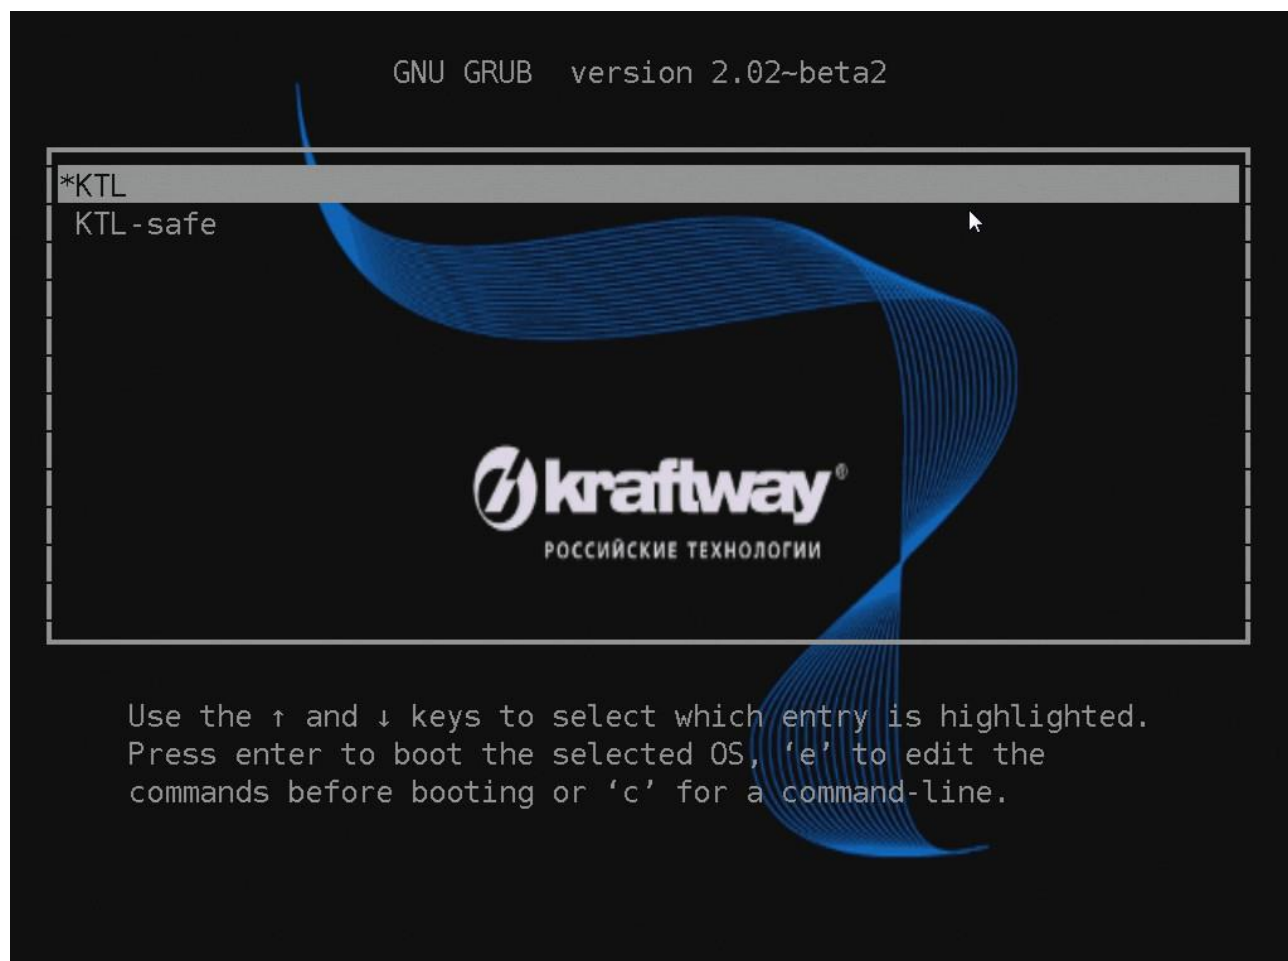 GNU GRUB  version 2.02~beta2
*KTL
KTL-safe
kraftway®
РОССИЙСКИЕ ТЕХНОЛОГИИ
Use the ↑ and ↓ keys to select which entry is highlighted.
Press enter to boot the selected OS, ‘e’ to edit the
commands before booting or ‘c’ for a command-line.